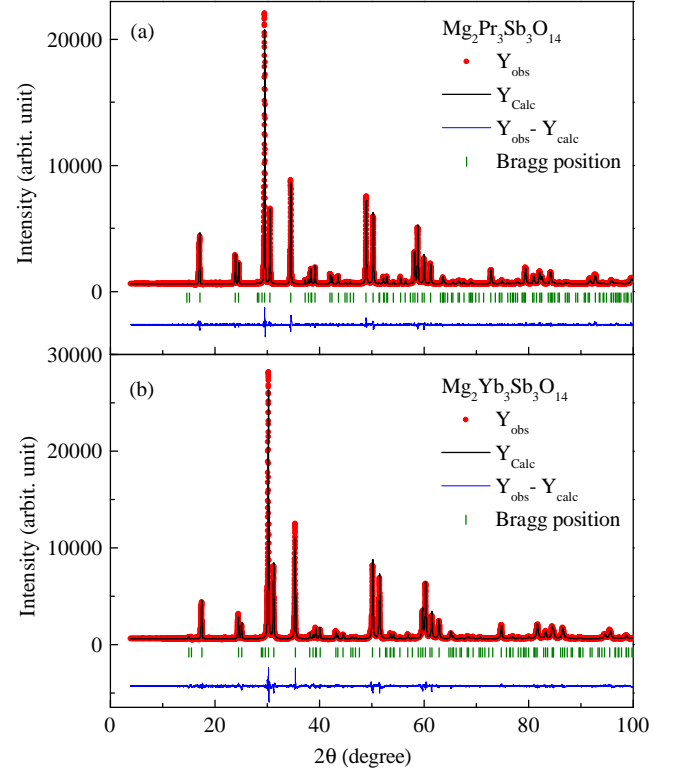 (a)
Mg2Pr3Sb3O14
Yobs
YCalc
Yobs- Ycalc
Bragg position
20000
10000
0
Intensity (arbit. unit)
(b)
Mg2Yb3Sb3O14
Yobs
YCalc
Yobs- Ycalc
Bragg position
30000
20000
10000
0
Intensity (arbit. unit)
0 20 40 60 80 100
2θ (degree)